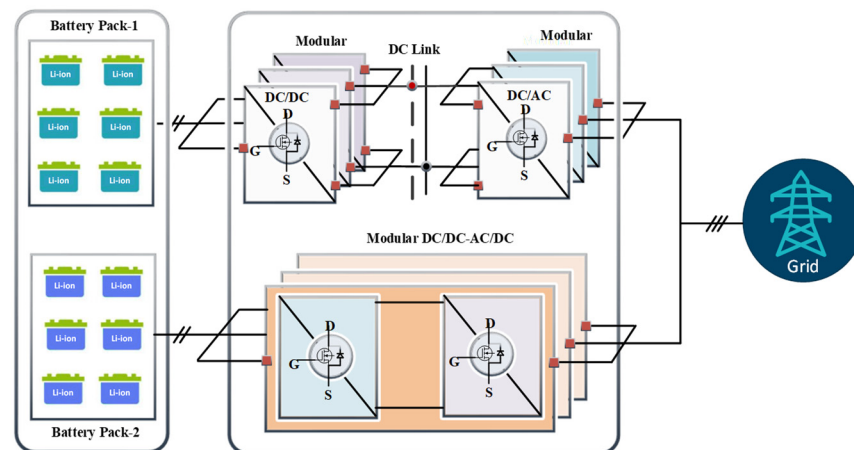 Battery Pack-1
Li-ion Li-ion
Li-ion Li-ion
Li-ion Li-ion
Modular
DC/DC
D
G
S
DC Link
Modular
DC/AC
D
G
S
Modular DC/DC-AC/DC
D
G
S
D
G
S
Li-ion Li-ion
Li-ion Li-ion
Li-ion Li-ion
Battery Pack-2
Grid